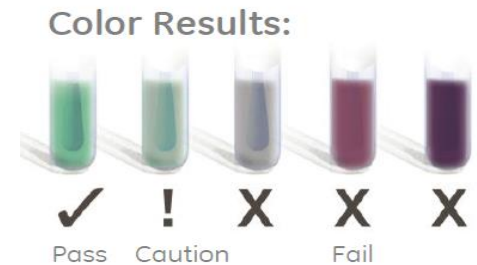 Color Results:
✓ ! X X X
Pass Caution Fail